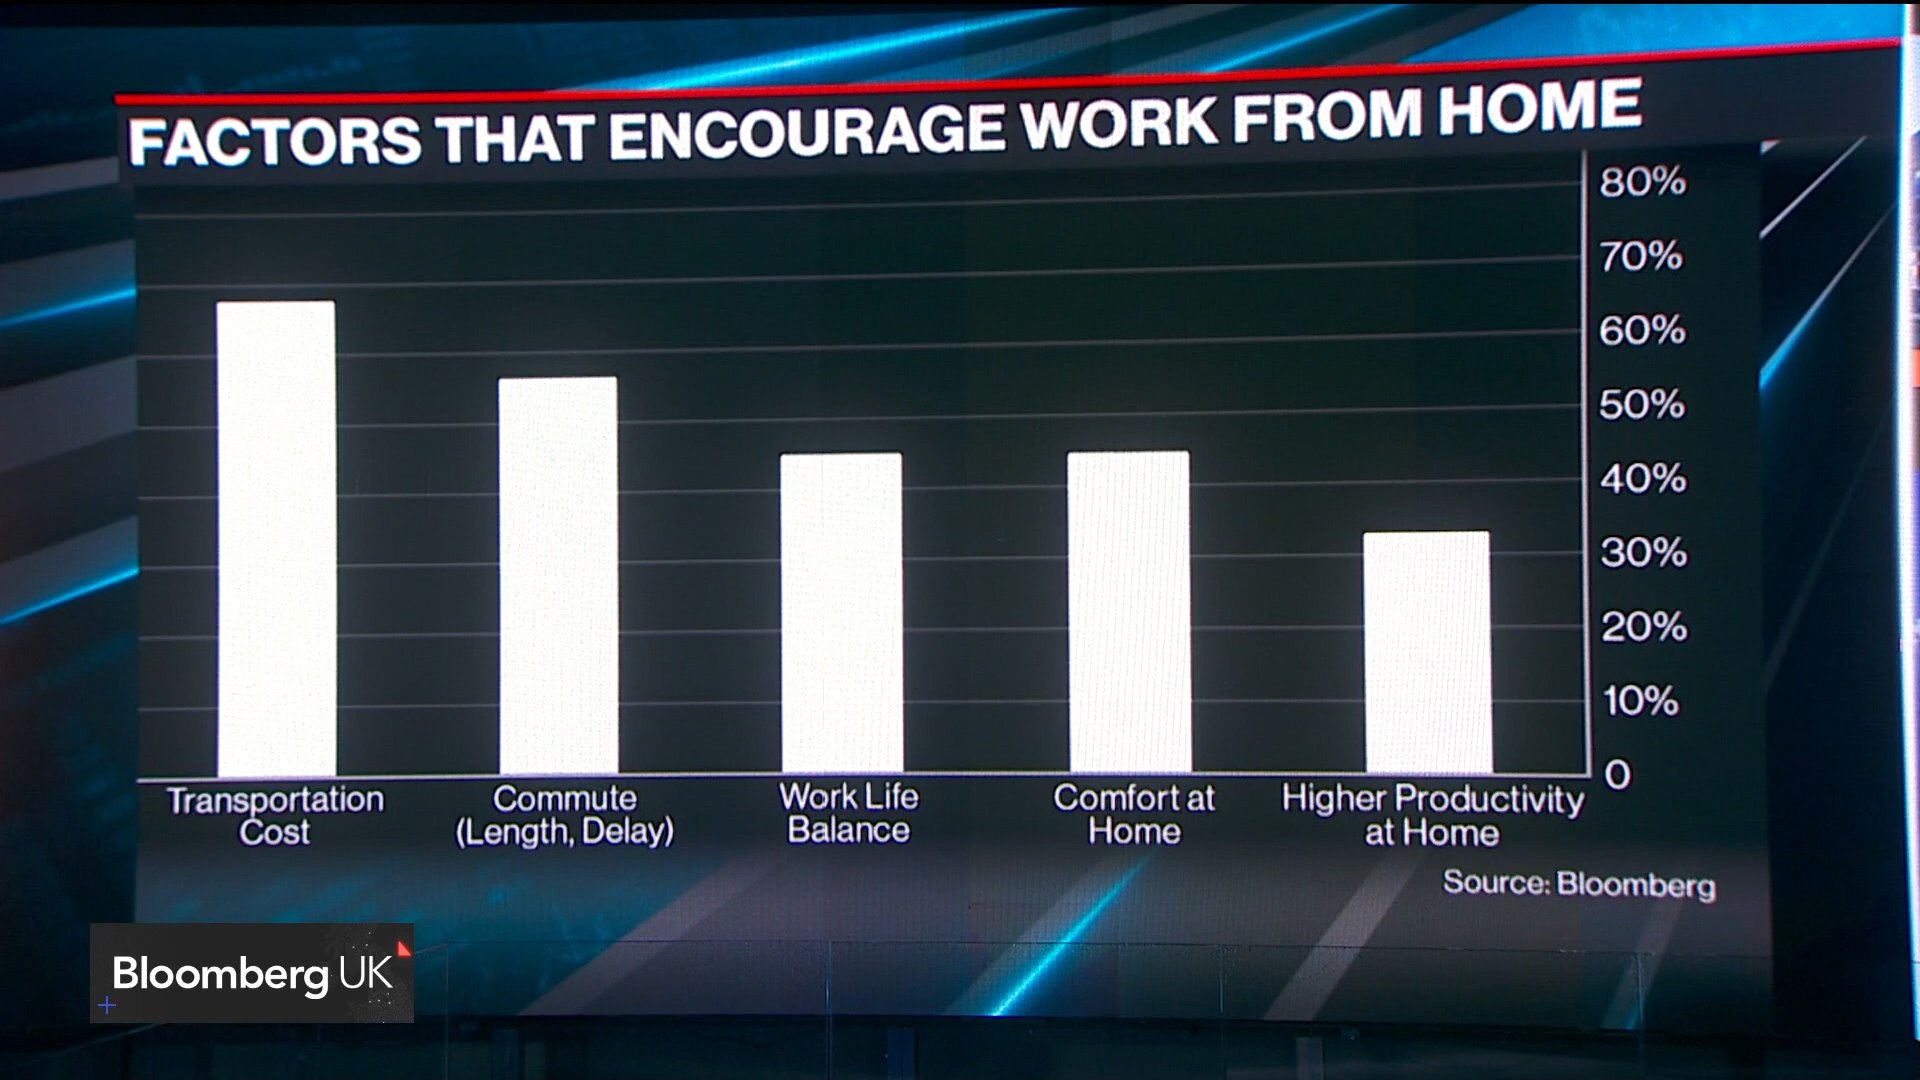 FACTORS THAT ENCOURAGE WORK FROM HOME
80%
70%
60%
50%
40%
30%
20%
10%
0
Transportation
Cost
Commute
(Length, Delay)
Work Life
Balance
Comfort at
Home
Higher Productivity
at Home
Source: Bloomberg
Bloomberg UK